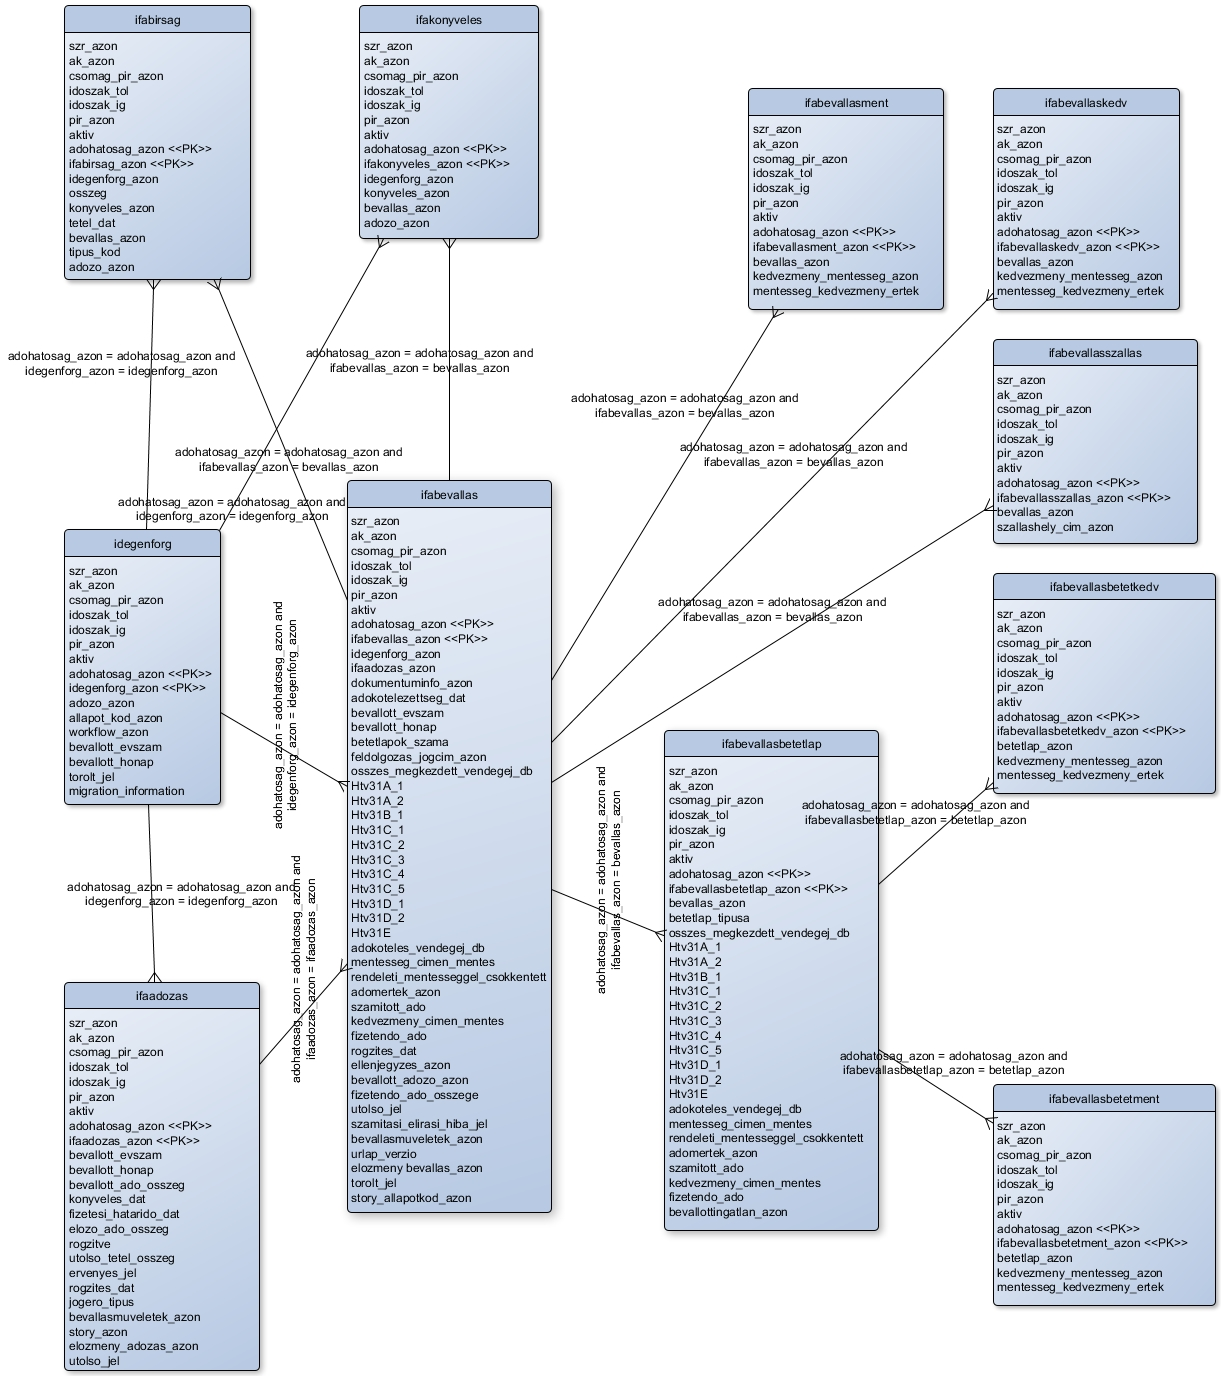 ifabirsag
szr_azon
ak_azon
csomag_pir_azon
idoszak_tol
idoszak_ig
pir_azon
aktiv
adohatosag_azon <<PK>>
ifabirsag_azon <<PK>>
idegenforg_azon
osszeg
konyveles_azon
tetel_dat
bevallas_azon
tipus_kod
adozo_azon
ifakonyveles
szr_azon
ak_azon
csomag_pir_azon
idoszak_tol
idoszak_ig
pir_azon
aktiv
adohatosag_azon <<PK>>
ifakonyveles_azon <<PK>>
idegenforg_azon
konyveles_azon
bevallas_azon
adozo_azon
ifabevallasment
szr_azon
ak_azon
csomag_pir_azon
idoszak_tol
idoszak_ig
pir_azon
aktiv
adohatosag_azon <<PK>>
ifabevallasment_azon <<PK>>
bevallas_azon
kedvezmeny_mentesseg_azon
mentesseg_kedvezmeny_ertek
ifabevallaskedv
szr_azon
ak_azon
csomag_pir_azon
idoszak_tol
idoszak_ig
pir_azon
aktiv
adohatosag_azon <<PK>>
ifabevallaskedv_azon <<PK>>
bevallas_azon
kedvezmeny_mentesseg_azon
mentesseg_kedvezmeny_ertek
adohatosag_azon = adohatosag_azon and
idegenforg_azon = idegenforg_azon
adohatosag_azon = adohatosag_azon and
ifabevallas_azon = bevallas_azon
adohatosag_azon = adohatosag_azon and
ifabevallas_azon = bevallas_azon
adohatosag_azon = adohatosag_azon and
ifabevallas_azon = bevallas_azon
adohatosag_azon = adohatosag_azon and
ifabevallas_azon = bevallas_azon
adohatosag_azon = adohatosag_azon and
idegenforg_azon = idegenforg_azon
ifabevallasszallas
szr_azon
ak_azon
csomag_pir_azon
idoszak_tol
idoszak_ig
pir_azon
aktiv
adohatosag_azon <<PK>>
ifabevallasszallas_azon <<PK>>
bevallas_azon
szallashely_cim_azon
idegenforg
szr_azon
ak_azon
csomag_pir_azon
idoszak_tol
idoszak_ig
pir_azon
aktiv
adohatosag_azon <<PK>>
idegenforg_azon <<PK>>
adozo_azon
allapot_kod_azon
workflow_azon
bevallott_evszam
bevallott_honap
torolt_jel
migration_information
adohatosag_azon = adohatosag_azon and
idegenforg_azon = idegenforg_azon
ifabevallas
szr_azon
ak_azon
csomag_pir_azon
idoszak_tol
idoszak_ig
pir_azon
aktiv
adohatosag_azon <<PK>>
ifabevallas_azon <<PK>>
idegenforg_azon
ifaadozas_azon
dokumentuminfo_azon
adokotelezettseg_dat
bevallott_evszam
bevallott_honap
betetlapok_szama
feldolgozas_jogcim_azon
osszes_megkezdett_vendegej_db
Htv31A_1
Htv31A_2
Htv31B_1
Htv31C_1
Htv31C_2
Htv31C_3
Htv31C_4
Htv31C_5
Htv31D_1
Htv31D_2
Htv31E
adokoteles_vendegej_db
mentesseg_cimen_mentes
rendeleti_mentesseggel_csokkentett
adomertek_azon
szamitott_ado
kedvezmeny_cimen_mentes
fizetendo_ado
rogzites_dat
ellenjegyzes_azon
bevallott_adozo_azon
fizetendo_ado_osszege
utolso_jel
szamitasi_elirasi_hiba_jel
bevallasmuveletek_azon
urlap_verzio
elozmeny bevallas_azon
torolt_jel
story_allapotkod_azon
adohatosag_azon = adohatosag_azon and
ifabevallas_azon = bevallas_azon
ifabevallasbetetkedv
szr_azon
ak_azon
csomag_pir_azon
idoszak_tol
idoszak_ig
pir_azon
aktiv
adohatosag_azon <<PK>>
ifabevallasbetetkedv_azon <<PK>>
betetlap_azon
kedvezmeny_mentesseg_azon
mentesseg_kedvezmeny_ertek
adohatosag_azon = adohatosag_azon and
ifabevallas_azon = bevallas_azon
ifabevallasbetetlap
szr_azon
ak_azon
csomag_pir_azon
idoszak_tol
idoszak_ig
pir_azon
aktiv
adohatosag_azon <<PK>>
ifabevallasbetetlap_azon <<PK>>
bevallas_azon
betetlap_tipusa
osszes_megkezdett_vendegej_db
Htv31A_1
Htv31A_2
Htv31B_1
Htv31C_1
Htv31C_2
Htv31C_3
Htv31C_4
Htv31C_5
Htv31D_1
Htv31D_2
Htv31E
adokoteles_vendegej_db
mentesseg_cimen_mentes
rendeleti_mentesseggel_csokkentett
adomertek_azon
szamitott_ado
kedvezmeny_cimen_mentes
fizetendo_ado
bevallottingatlan_azon
adohatosag_azon = adohatosag_azon and
ifabevallasbetetlap_azon = betetlap_azon
adohatosag_azon = adohatosag_azon and
idegenforg_azon = idegenforg_azon
adohatosag_azon = adohatosag_azon and
ifaadozas_azon = ifaadozas_azon
ifaadozas
szr_azon
ak_azon
csomag_pir_azon
idoszak_tol
idoszak_ig
pir_azon
aktiv
adohatosag_azon <<PK>>
ifaadozas_azon <<PK>>
bevallott_evszam
bevallott_honap
bevallott_ado_osszeg
konyveles_dat
fizetesi_hatarido_dat
elozo_ado_osszeg
rogzitve
utolso_tetel_osszeg
ervenyes_jel
rogzites_dat
jogero_tipus
bevallasmuveletek_azon
story_azon
elozmeny_adozas_azon
utolso_jel
adohatosag_azon = adohatosag_azon and
ifabevallasbetetlap_azon = betetlap_azon
ifabevallasbetetment
szr_azon
ak_azon
csomag_pir_azon
idoszak_tol
idoszak_ig
pir_azon
aktiv
adohatosag_azon <<PK>>
ifabevallasbetetment_azon <<PK>>
betetlap_azon
kedvezmeny_mentesseg_azon
mentesseg_kedvezmeny_ertek